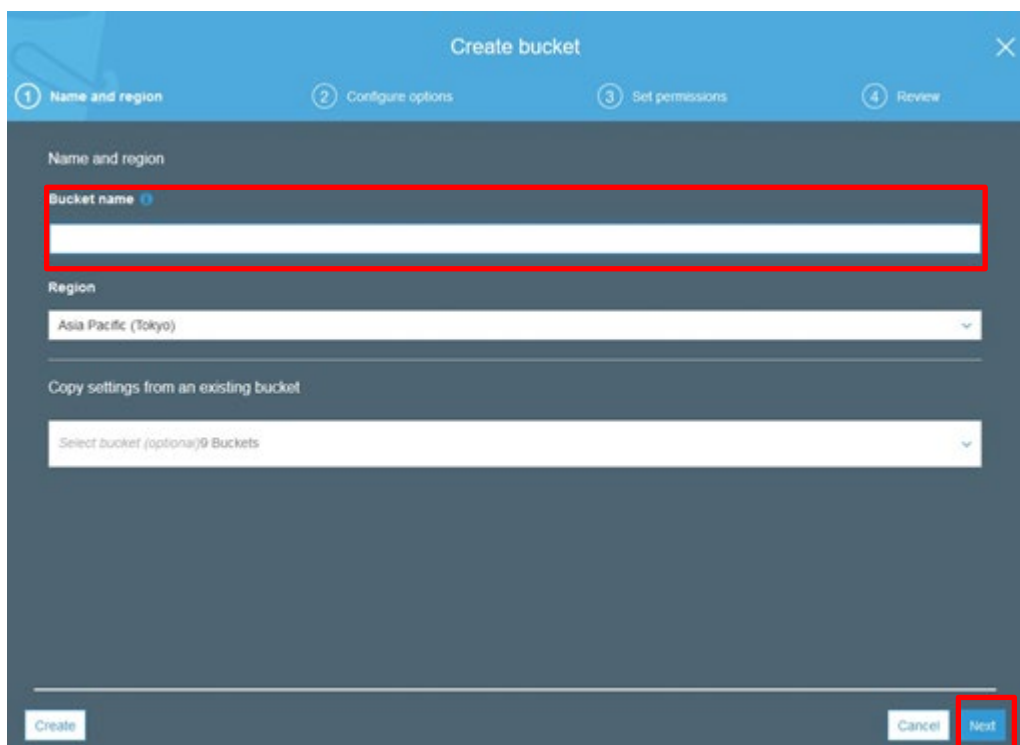 Create bucket
1 Name and region
2 Configure options
3 Set permissions
4 Review
Name and region
Bucket name
Region
Asia Pacific (Tokyo)
Copy settings from an existing bucket
Select bucket (optional)9 Buckets
Create
Cancel
Next